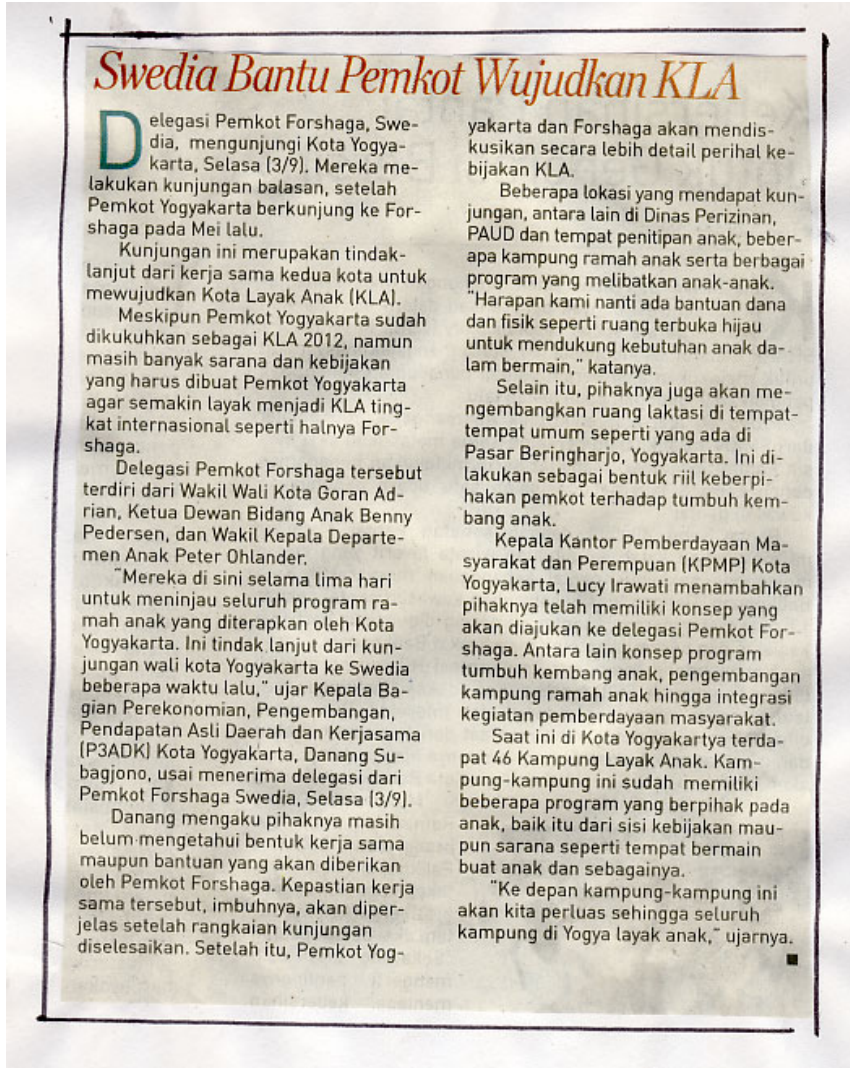 Swedia Bantu Pemkot Wujudkan KLA
Delegasi Pemkot Forshaga, Swe-
dia, mengunjungi Kota Yogya-
karta, Selasa (3/9). Mereka me-
lakukan kunjungan balasan, setelah
Pemkot Yogyakarta berkunjung ke For-
shaga pada Mei lalu.
Kunjungan ini merupakan tindak-
lanjut dari kerja sama kedua kota untuk
mewujudkan Kota Layak Anak (KLA).
Meskipun Pemkot Yogyakarta sudah
dikukuhkan sebagai KLA 2012, namun
masih banyak sarana dan kebijakan
yang harus dibuat Pemkot Yogyakarta
agar semakin layak menjadi KLA ting-
kat internasional seperti halnya For-
shaga.
Delegasi Pemkot Forshaga tersebut
terdiri dari Wakil Wali Kota Goran Ad-
rian, Ketua Dewan Bidang Anak Benny
Pedersen, dan Wakil Kepala Departe-
men Anak Peter Ohlander.
"Mereka di sini selama lima hari
untuk meninjau seluruh program ra-
mah anak yang diterapkan oleh Kota
Yogyakarta. Ini tindak lanjut dari kun-
jungan wali kota Yogyakarta ke Swedia
beberapa waktu lalu," ujar Kepala Ba-
gian Perekonomian, Pengembangan,
Pendapatan Asli Daerah dan Kerjasama
(P3ADK) Kota Yogyakarta, Danang Su-
bagjono, usai menerima delegasi dari
Pemkot Forshaga Swedia, Selasa (3/9).
Danang mengaku pihaknya masih
belum mengetahui bentuk kerja sama
maupun bantuan yang akan diberikan
oleh Pemkot Forshaga. Kepastian kerja
sama tersebut, imbuhnya, akan diper-
jelas setelah rangkaian kunjungan
diselesaikan. Setelah itu, Pemkot Yog-
yakarta dan Forshaga akan mendis-
kusikan secara lebih detail perihal ke-
bijakan KLA.
Beberapa lokasi yang mendapat kun-
jungan, antara lain di Dinas Perizinan,
PAUD dan tempat penitipan anak, beber-
apa kampung ramah anak serta berbagai
program yang melibatkan anak-anak.
"Harapan kami nanti ada bantuan dana
dan fisik seperti ruang terbuka hijau
untuk mendukung kebutuhan anak da-
lam bermain," katanya.
Selain itu, pihaknya juga akan me-
ngembangkan ruang laktasi di tempat-
tempat umum seperti yang ada di
Pasar Beringharjo, Yogyakarta. Ini di-
lakukan sebagai bentuk riil keberpi-
hakan pemkot terhadap tumbuh kem-
bang anak.
Kepala Kantor Pemberdayaan Ma-
syarakat dan Perempuan (KPMP) Kota
Yogyakarta, Lucy Irawati menambahkan
pihaknya telah memiliki konsep yang
akan diajukan ke delegasi Pemkot For-
shaga. Antara lain konsep program
tumbuh kembang anak, pengembangan
kampung ramah anak hingga integrasi
kegiatan pemberdayaan masyarakat.
Saat ini di Kota Yogyakartya terda-
pat 46 Kampung Layak Anak. Kam-
pung-kampung ini sudah memiliki
beberapa program yang berpihak pada
anak, baik itu dari sisi kebijakan mau-
pun sarana seperti tempat bermain
buat anak dan sebagainya.
"Ke depan kampung-kampung ini
akan kita perluas sehingga seluruh
kampung di Yogya layak anak," ujarnya.